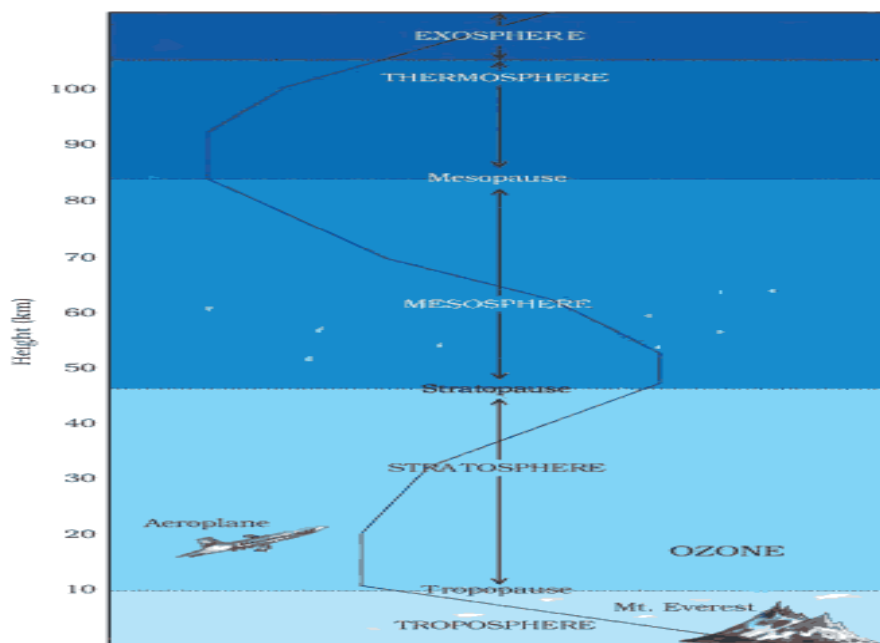 EXOSPHERE
THERMOSPHERE
100
90
Mesopause
80
70
MESOSPHERE
60
50
Stratopause
40
STRATOSPHERE
30
Aeroplane
20
OZONE
10
Tropopause
Mt. Everest
TROPOSPHERE
Height (km)